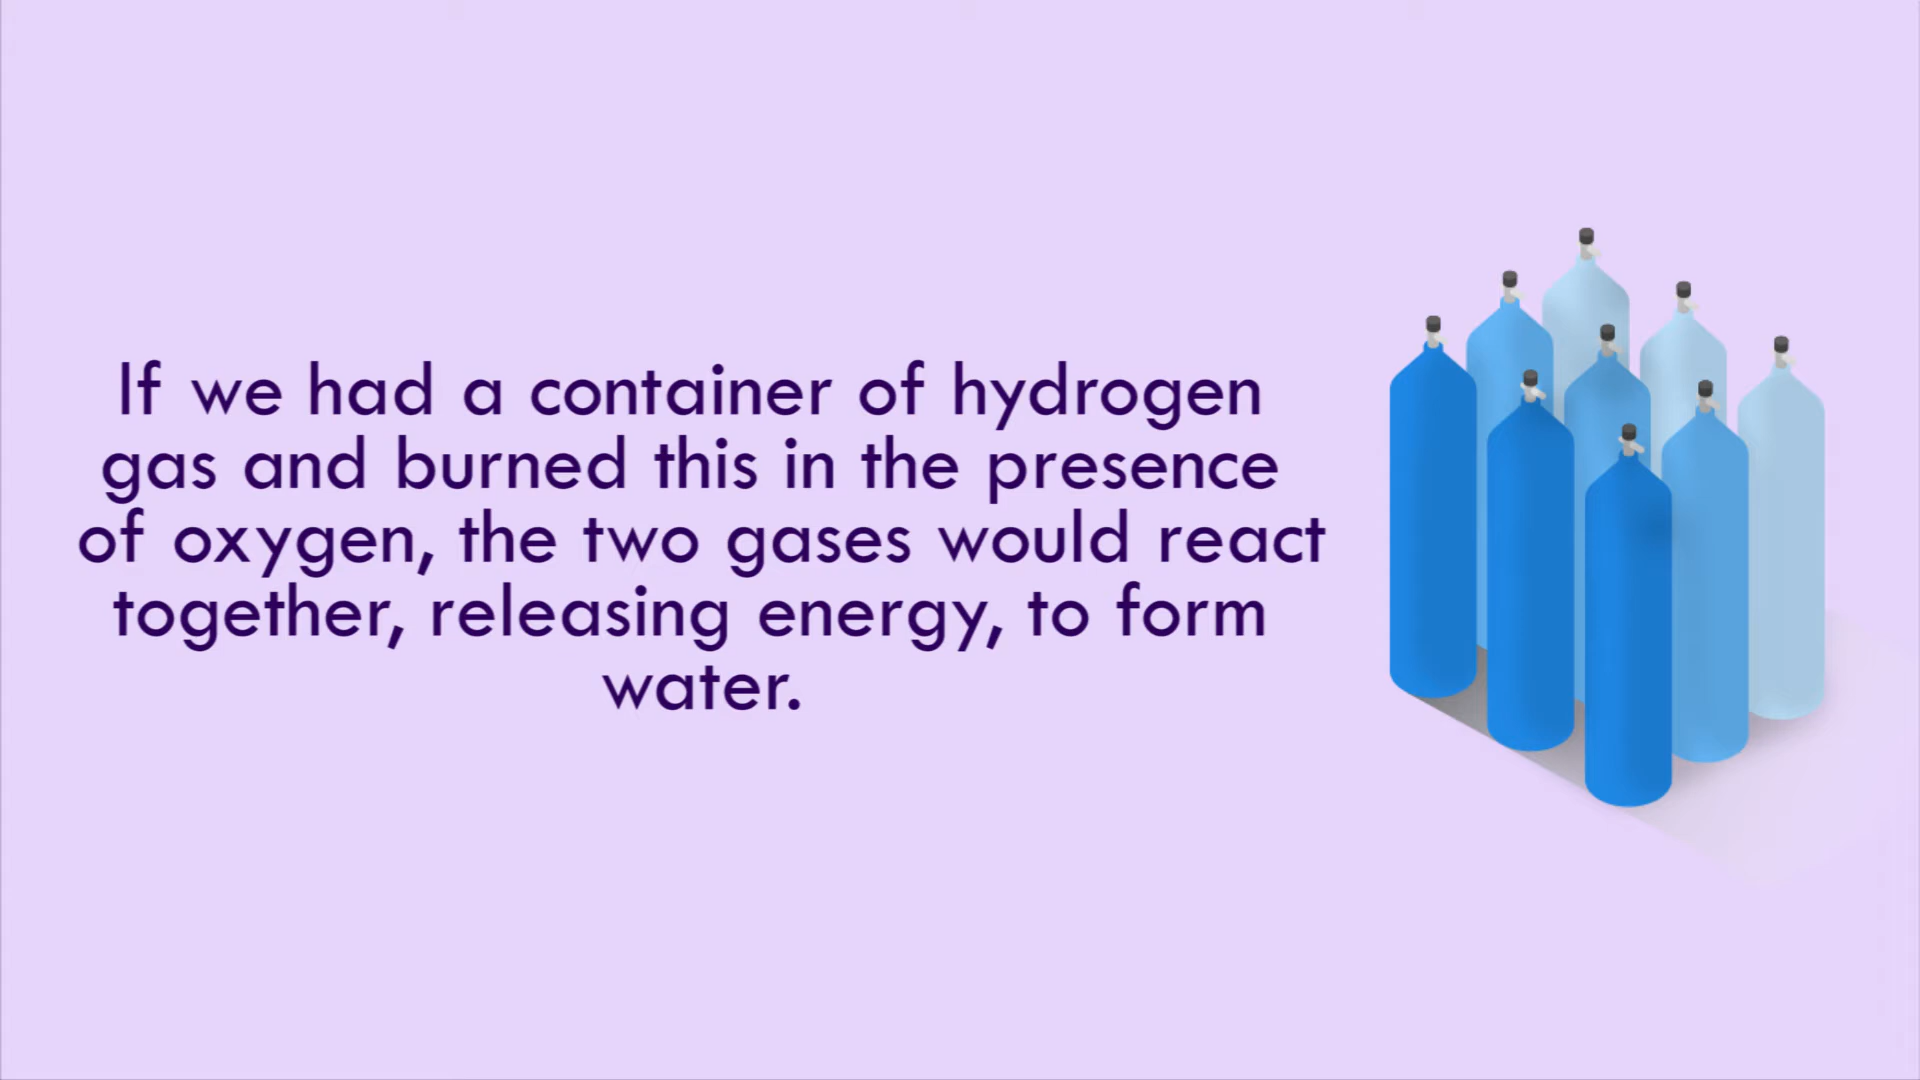 If we had a container of hydrogen
gas and burned this in the presence
of oxygen, the two gases would react
together, releasing energy, to form
water.